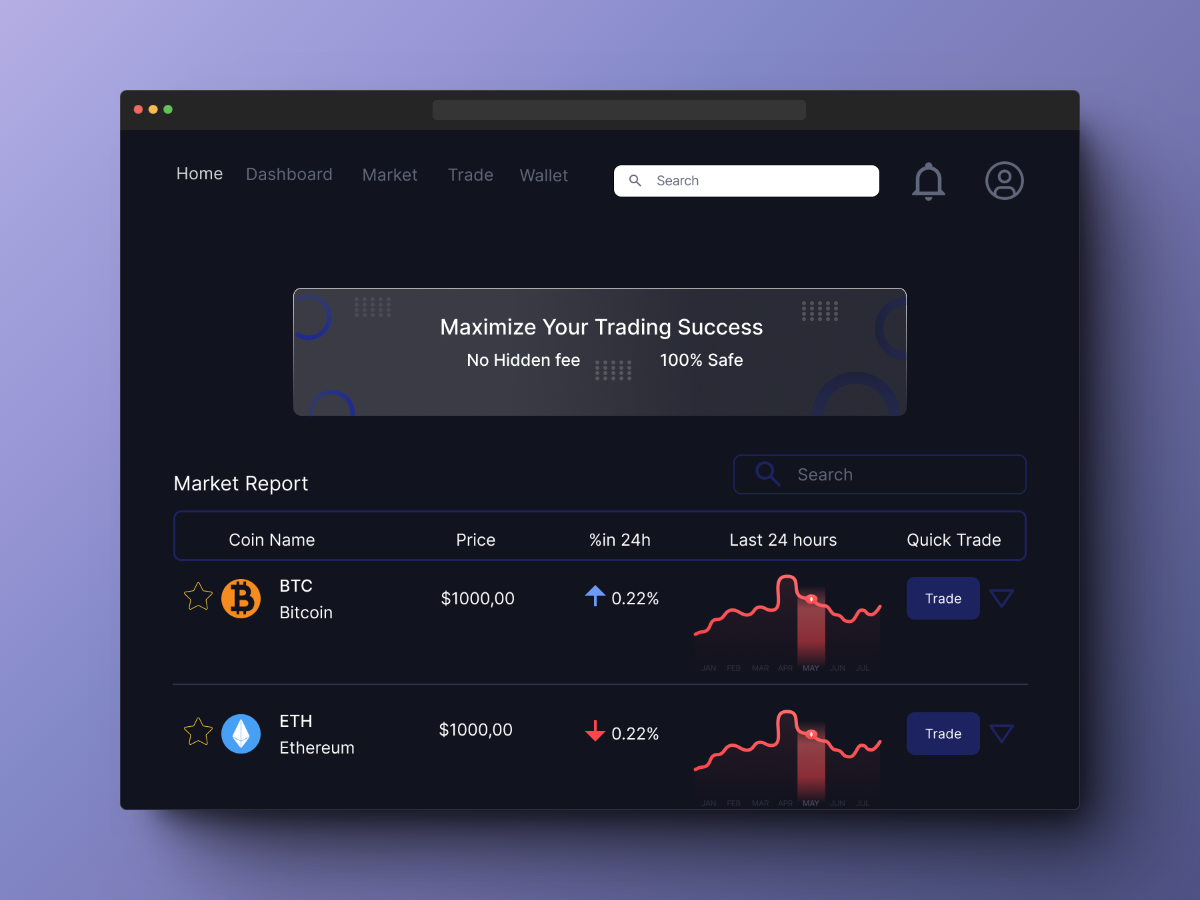 Home Dashboard Market Trade Wallet Search
Maximize Your Trading Success
No Hidden fee 100% Safe
Market Report
Search
Coin Name Price %in 24h Last 24 hours Quick Trade
BTC
Bitcoin
$1000,00
0.22%
Trade
JAN FEB MAR APR MAY JUN JUL
ETH
Ethereum
$1000,00
0.22%
Trade
JAN FEB MAR APR MAY JUN JUL